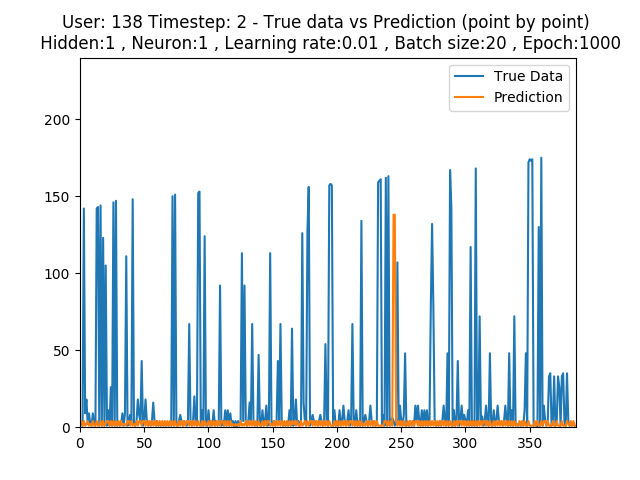 User: 138 Timestep: 2 - True data vs Prediction (point by point)
Hidden:1 , Neuron:1 , Learning rate:0.01 , Batch size:20 , Epoch:1000
True Data
Prediction
200
150
100
50
0
0 50 100 150 200 250 300 350